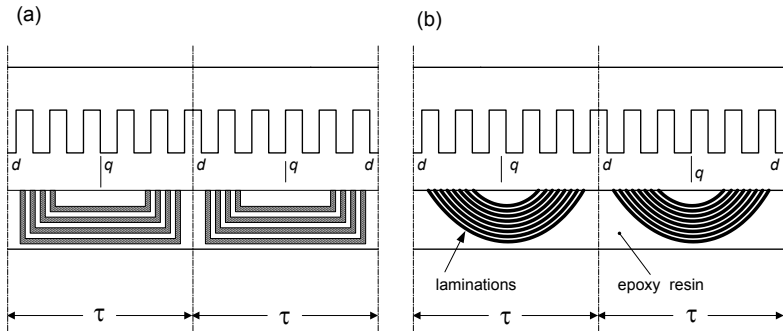 (a)
(b)
d q d q d
d q d q d
laminations
epoxy resin
τ τ
τ τ